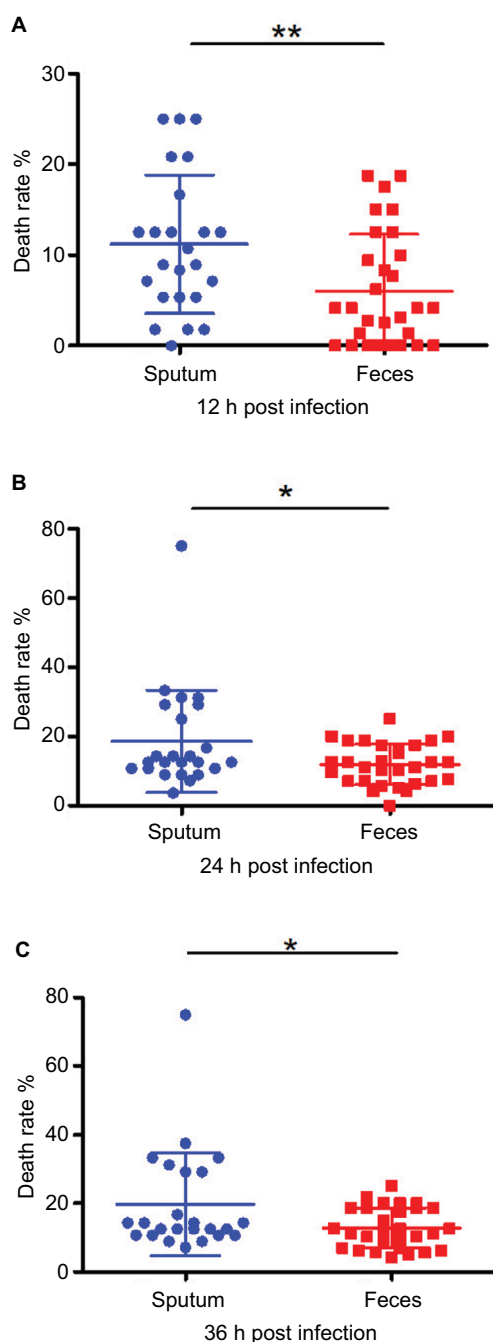 A
**
30
20
10
0
Death rate %
Sputum Feces
12 h post infection
B
*
80
60
40
20
0
Death rate %
Sputum Feces
24 h post infection
C
*
80
60
40
20
0
Death rate %
Sputum Feces
36 h post infection